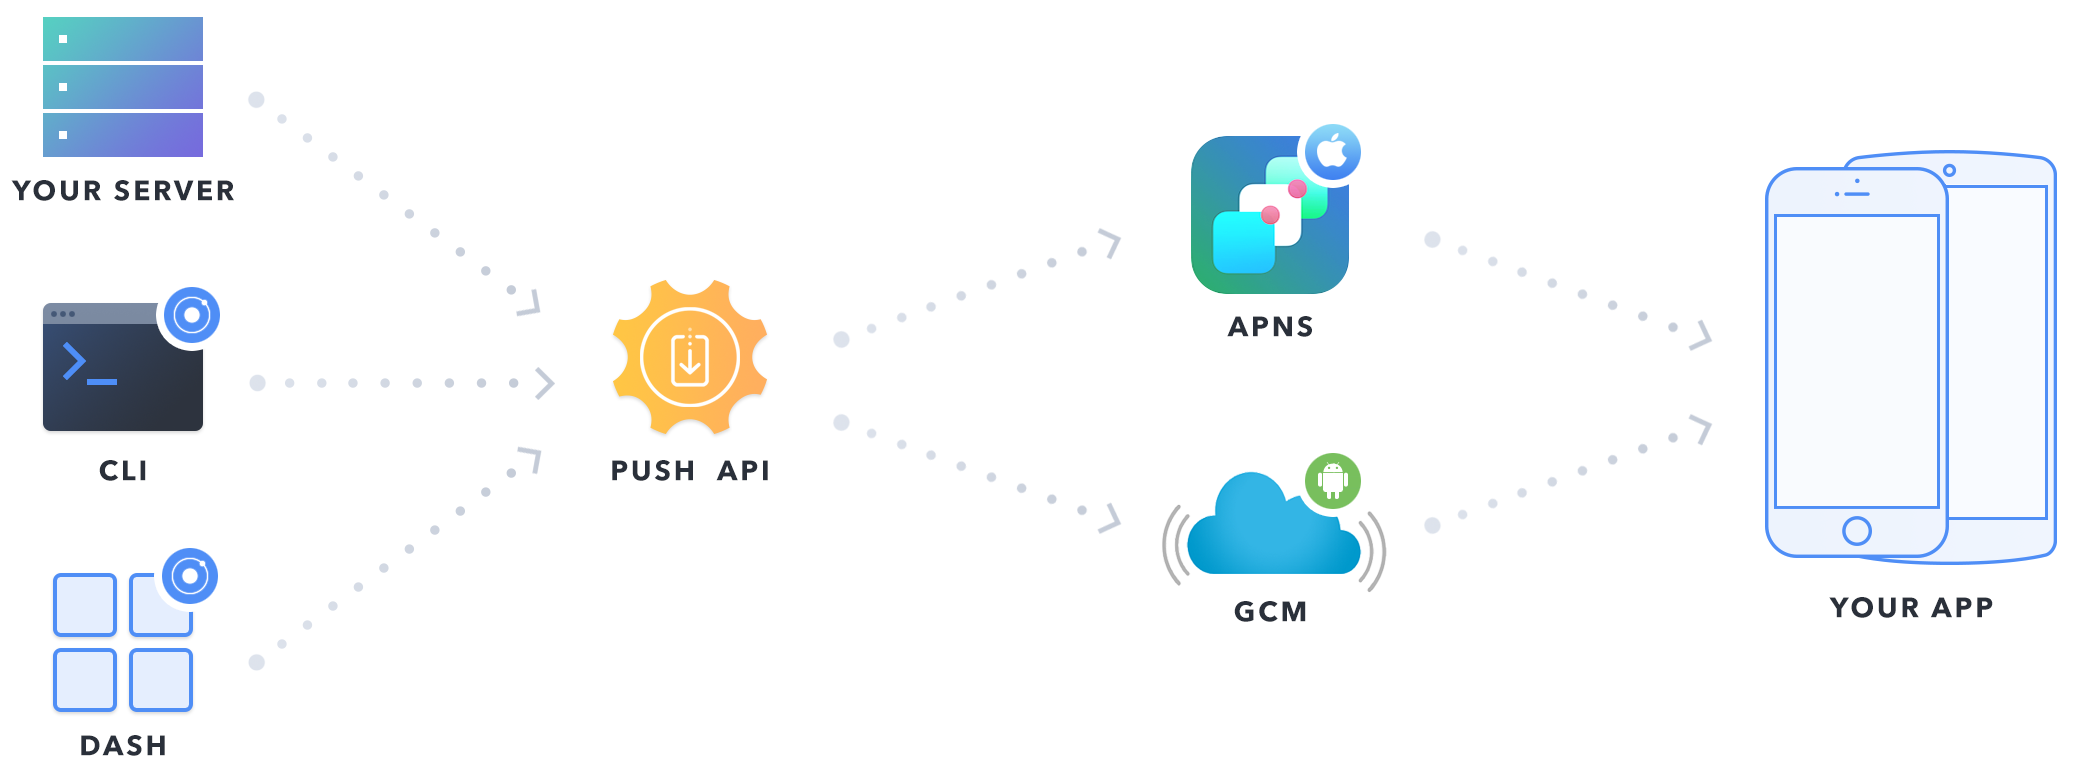 YOUR SERVER
CLI
DASH
PUSH API
APNS
GCM
YOUR APP